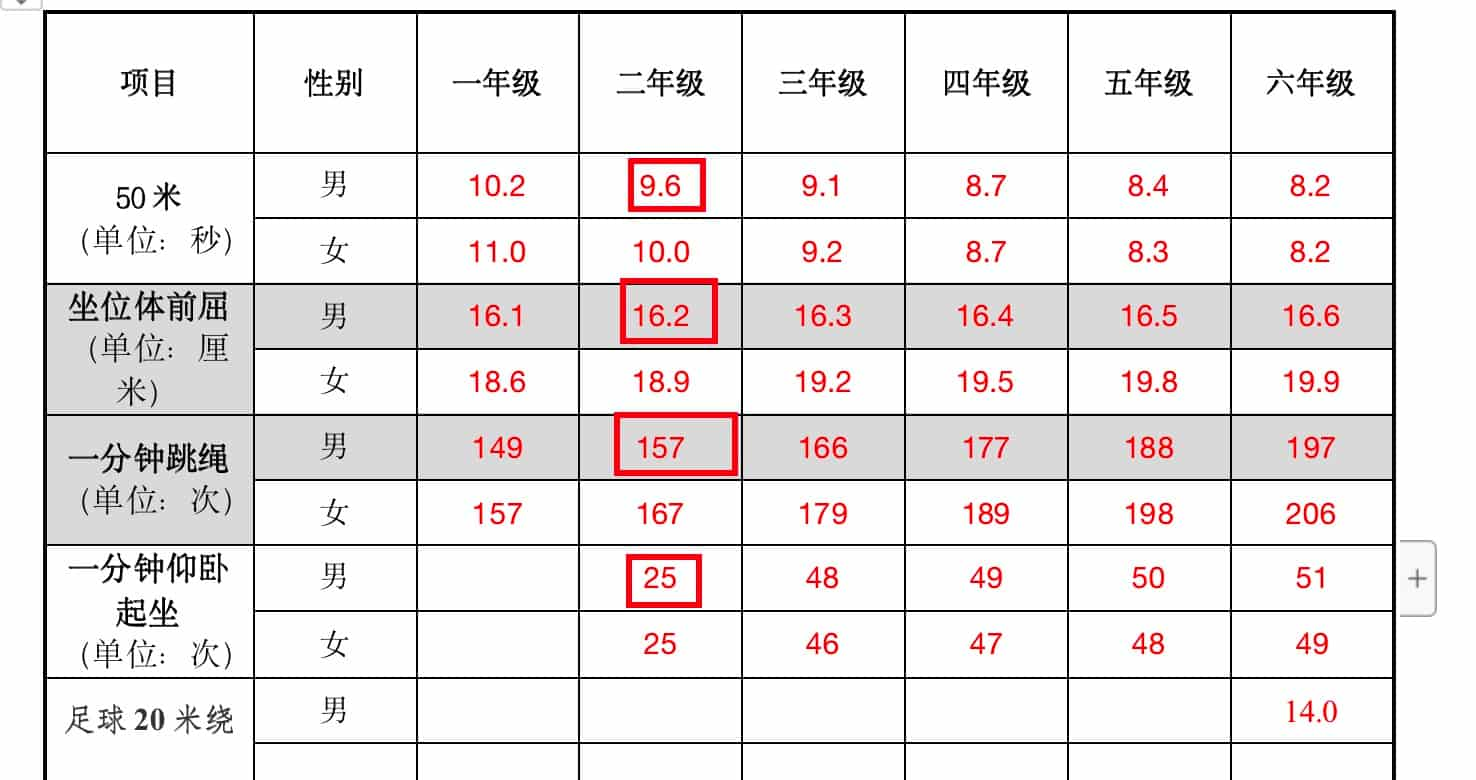 项目 性别 一年级 二年级 三年级 四年级 五年级 六年级
50 米
(单位：秒)
男 10.2 9.6 9.1 8.7 8.4 8.2
女 11.0 10.0 9.2 8.7 8.3 8.2
坐位体前屈
(单位：厘
米)
男 16.1 16.2 16.3 16.4 16.5 16.6
女 18.6 18.9 19.2 19.5 19.8 19.9
一分钟跳绳
(单位：次)
男 149 157 166 177 188 197
女 157 167 179 189 198 206
一分钟仰卧
起坐
(单位：次)
男 25 48 49 50 51
女 25 46 47 48 49
足球 20 米绕
男 14.0